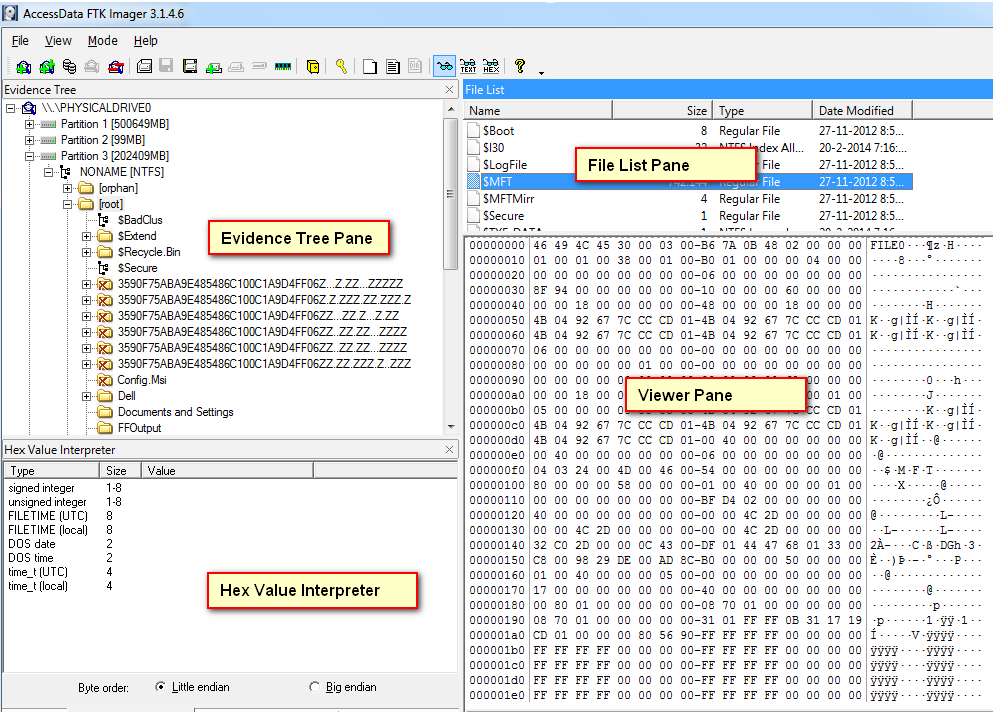 AccessData FTK Imager 3.1.4.6
File View Mode Help
Evidence Tree
\\.\PHYSICALDRIVE0
Partition 1 [500649MB]
Partition 2 [99MB]
Partition 3 [202409MB]
NONAME [NTFS]
[orphan]
[root]
$BadClus
$Extend
$Recycle.Bin
$Secure
3590F75ABA9E485486C100C1A9D4FF06Z...Z.ZZ...ZZZZZ
3590F75ABA9E485486C100C1A9D4FF06Z.Z.ZZZ.ZZ.ZZZ.Z
3590F75ABA9E485486C100C1A9D4FF06ZZ...ZZ.Z...Z.ZZ
3590F75ABA9E485486C100C1A9D4FF06ZZ...ZZ.ZZ...ZZZZ
3590F75ABA9E485486C100C1A9D4FF06ZZ.ZZ.ZZ...ZZZZ
3590F75ABA9E485486C100C1A9D4FF06ZZ.ZZ.ZZZ.Z..ZZZ
Config.Msi
Dell
Documents and Settings
FFOutput
Evidence Tree Pane
File List
Name Size Type Date Modified
$Boot 8 Regular File 27-11-2012 8:5...
$I30 NTFS Index All... 20-2-2014 7:16:...
$LogFile File 27-11-2012 8:5...
$MFT Regular File 27-11-2012 8:5...
$MFTMirr 4 Regular File 27-11-2012 8:5...
$Secure 1 Regular File 27-11-2012 8:5...
File List Pane
00000000 46 49 4C 45 30 00 03 00-B6 7A 0B 48 02 00 00 00 FILE0···¶z·H····
00000010 01 00 01 00 38 00 01 00-B0 01 00 00 00 04 00 00 ····8···°·······
00000020 00 00 00 00 00 00 00 00-06 00 00 00 00 00 00 00 ················
00000030 8F 94 00 00 00 00 00 00-10 00 00 00 60 00 00 00 ············`···
00000040 00 00 18 00 00 00 00 00-48 00 00 00 18 00 00 00 ········H·······
00000050 4B 04 92 67 7C CC CD 01-4B 04 92 67 7C CC CD 01 K··g|ÌÍ·K··g|ÌÍ·
00000060 4B 04 92 67 7C CC CD 01-4B 04 92 67 7C CC CD 01 K··g|ÌÍ·K··g|ÌÍ·
00000070 06 00 00 00 00 00 00 00-00 00 00 00 00 00 00 00 ················
00000080 00 00 00 00 00 01 00 00-00 00 00 00 00 00 00 00 ················
00000090 00 00 00 00 ········0···h···
000000a0 00 00 18 00 00 00 ··········J·····
000000b0 05 00 00 00 00 00 CC CD 01 ········K··g|ÌÍ·
000000c0 4B 04 92 67 7C CC CD 01-4B 04 92 67 7C CC CD 01 K··g|ÌÍ·K··g|ÌÍ·
000000d0 4B 04 92 67 7C CC CD 01-00 40 00 00 00 00 00 00 K··g|ÌÍ··@······
000000e0 00 40 00 00 00 00 00 00-06 00 00 00 00 00 00 00 ·@··············
000000f0 04 03 24 00 4D 00 46 00-54 00 00 00 00 00 00 00 ··$·M·F·T·······
00000100 80 00 00 00 58 00 00 00-01 00 40 00 00 00 01 00 ····X·····@·····
00000110 00 00 00 00 00 00 00 00-BF D4 02 00 00 00 00 00 ········¿Ô······
00000120 40 00 00 00 00 00 00 00-00 00 4C 2D 00 00 00 00 @·········L-····
00000130 00 00 4C 2D 00 00 00 00-00 00 4C 2D 00 00 00 00 ··L-······L-····
00000140 32 C0 2D 00 00 00 0C 43 00-DF 01 44 47 68 01 33 00 2À-···C·ß·DGh·3·
00000150 C8 00 98 29 DE 00 AD 8C-B0 00 00 00 50 00 00 00 È··)Þ·­·°···P···
00000160 01 00 40 00 00 00 05 00-00 00 00 00 00 00 00 00 ··@·············
00000170 17 00 00 00 00 00 00 00-40 00 00 00 00 00 00 00 ········@·······
00000180 00 80 01 00 00 00 00 00-08 70 01 00 00 00 00 00 ·········p······
00000190 08 70 01 00 00 00 00 00-31 01 FF FF 0B 31 17 19 ·p······1·ÿÿ·1··
000001a0 CD 01 00 00 00 80 56 90-FF FF FF FF 00 00 00 00 Í·····V·ÿÿÿÿ····
000001b0 FF FF FF FF 00 00 00 00-FF FF FF FF 00 00 00 00 ÿÿÿÿ····ÿÿÿÿ····
000001c0 FF FF FF FF 00 00 00 00-FF FF FF FF 00 00 00 00 ÿÿÿÿ····ÿÿÿÿ····
000001d0 FF FF FF FF 00 00 00 00-FF FF FF FF 00 00 00 00 ÿÿÿÿ····ÿÿÿÿ····
000001e0 FF FF FF FF 00 00 00 00-FF FF FF FF 00 00 00 00 ÿÿÿÿ····ÿÿÿÿ····
Viewer Pane
Hex Value Interpreter
Type Size Value
signed integer 1-8
unsigned integer 1-8
FILETIME (UTC) 8
FILETIME (local) 8
DOS date 2
DOS time 2
time_t (UTC) 4
time_t (local) 4
Hex Value Interpreter
Byte order: Little endian Big endian